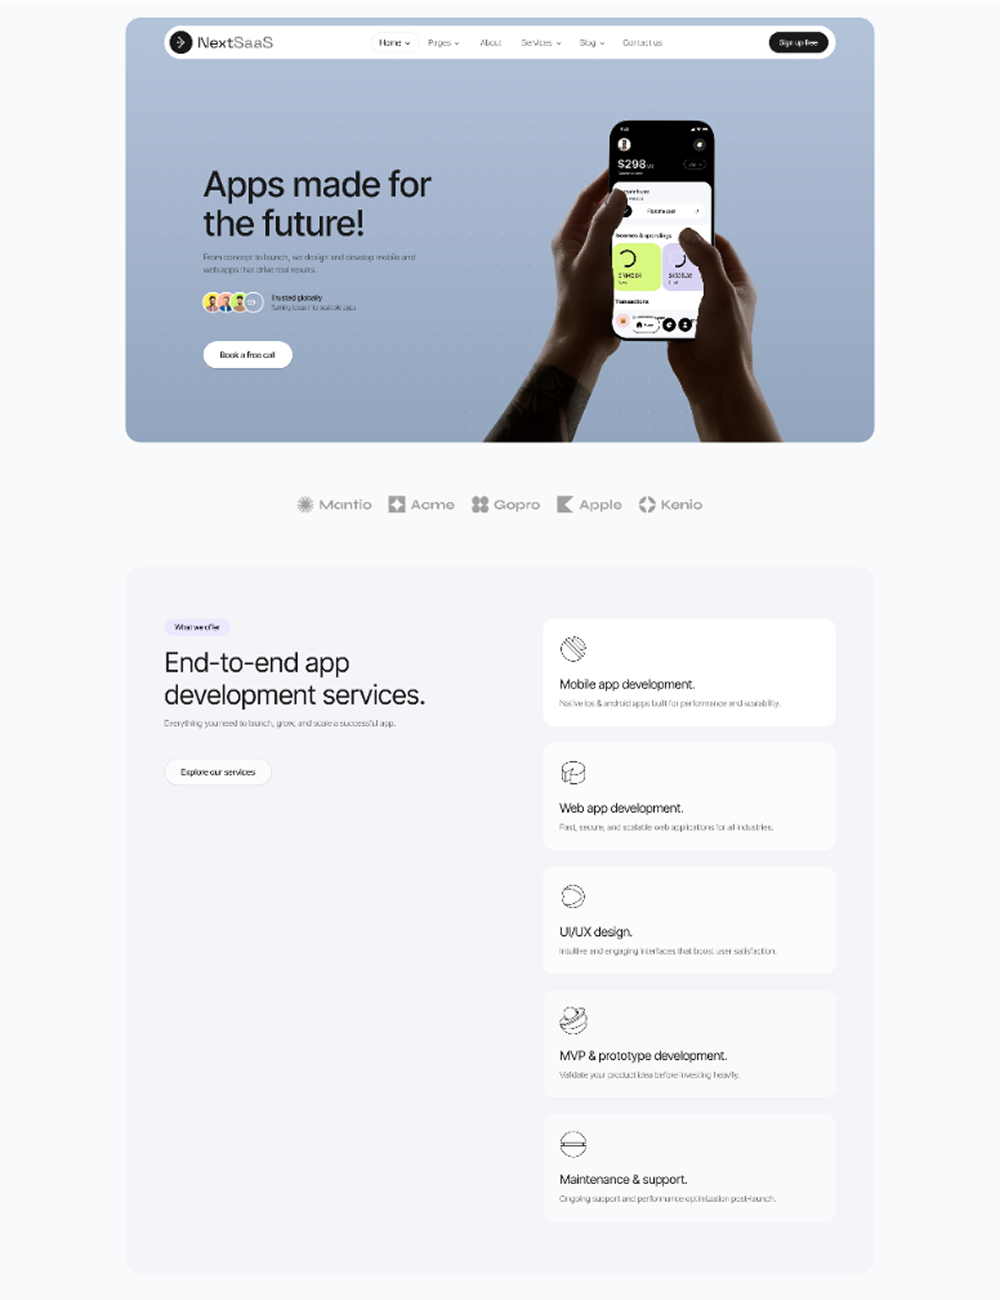 NextSaaS
Home
Pages
About
Services
Blog
Contact us
Sign up free
Apps made for
the future!
From concept to launch, we design and develop mobile and
web apps that drive real results.
Trusted globally
Turning ideas into scalable apps
Book a free call
$298
Incomes & spendings
Transactions
Mantio
Acme
Gopro
Apple
Kenio
What we offer
End-to-end app
development services.
Everything you need to launch, grow, and scale a successful app.
Explore our services
Mobile app development.
Native ios & android apps built for performance and scalability.
Web app development.
Fast, secure, and scalable web applications for all industries.
UI/UX design.
Intuitive and engaging interfaces that boost user satisfaction.
MVP & prototype development.
Validate your product idea before investing heavily.
Maintenance & support.
Ongoing support and performance optimization post-launch.